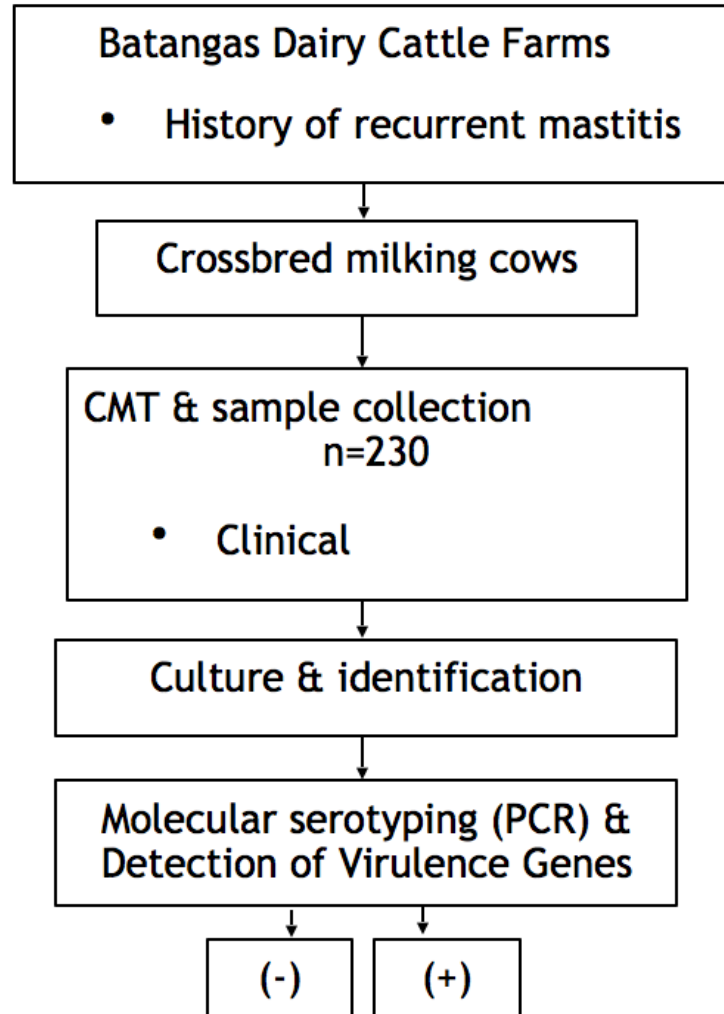 Batangas Dairy Cattle Farms
• History of recurrent mastitis
Crossbred milking cows
CMT & sample collection
n=230
• Clinical
Culture & identification
Molecular serotyping (PCR) &
Detection of Virulence Genes
(-) (+)